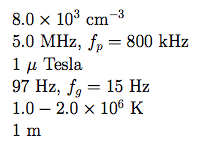 8.0 × 10³ cm⁻³
5.0 MHz, fₚ = 800 kHz
1 μ Tesla
97 Hz, f_g = 15 Hz
1.0 − 2.0 × 10⁶ K
1 m